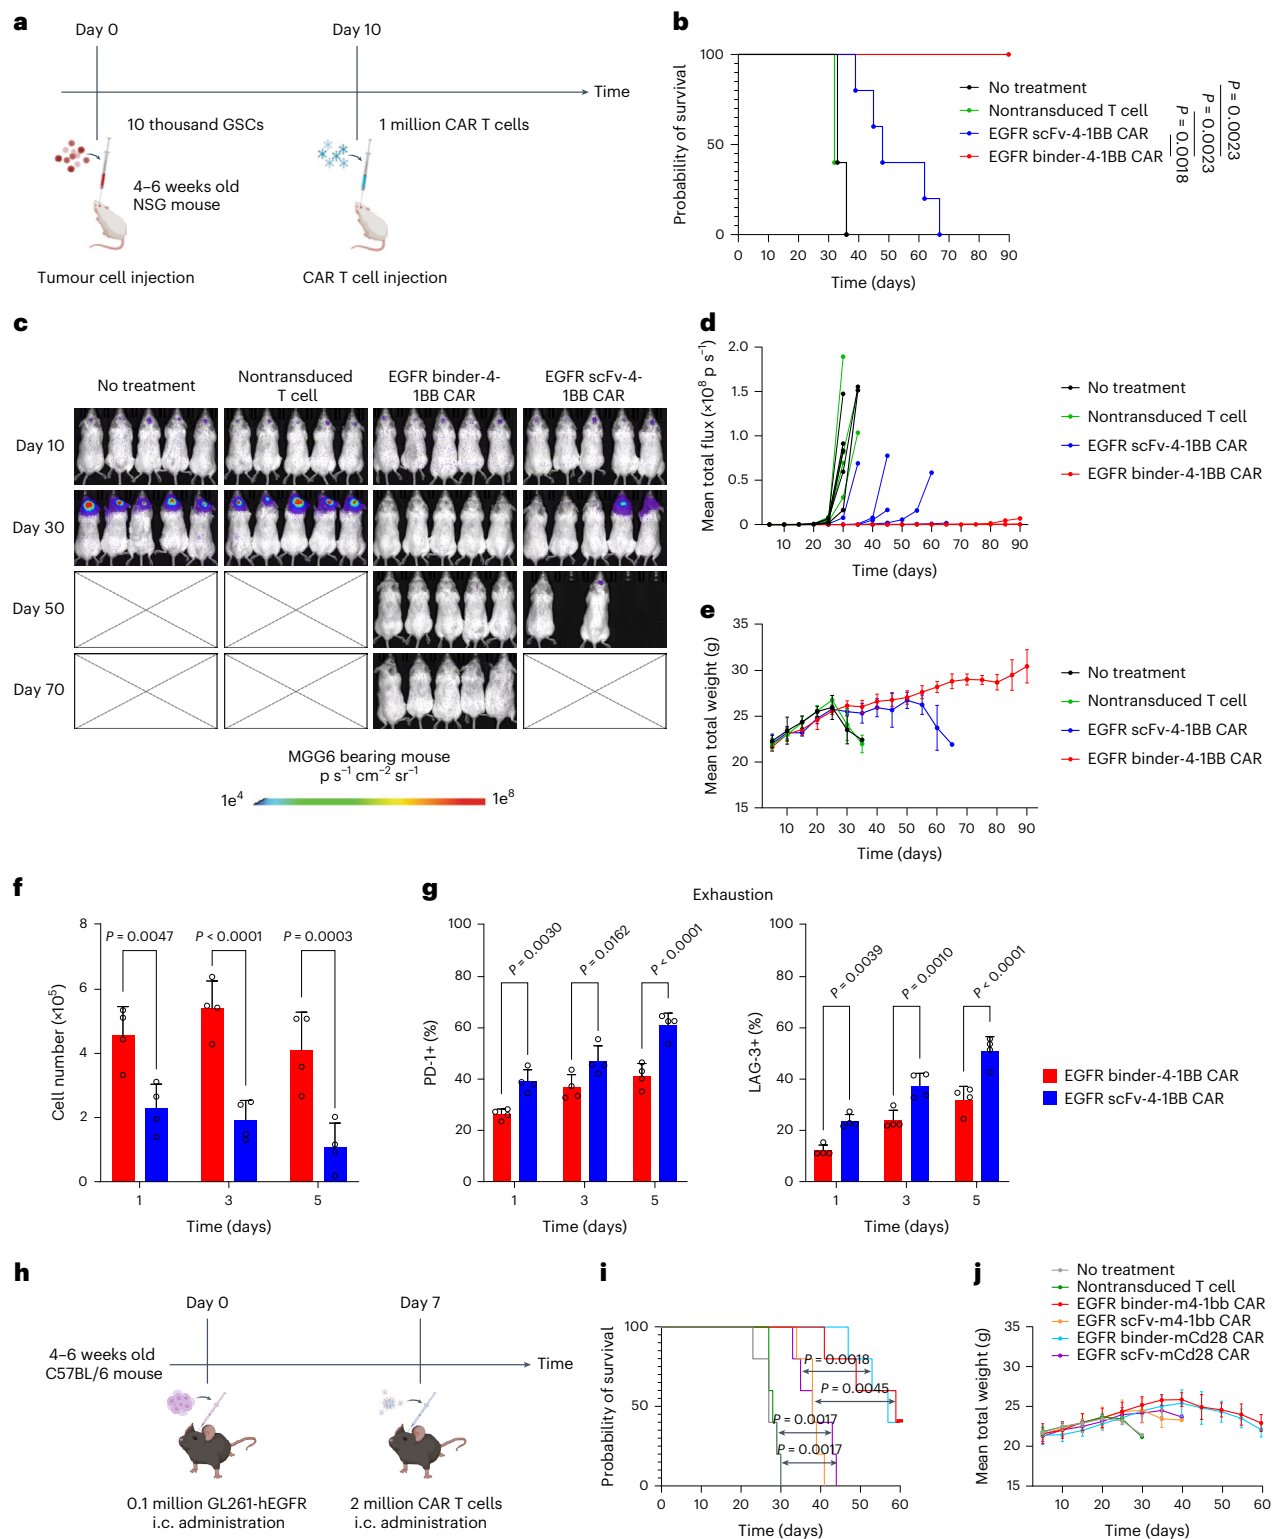 a
Day 0
Day 10
Time
10 thousand GSCs
1 million CAR T cells
4–6 weeks old
NSG mouse
Tumour cell injection
CAR T cell injection
b
Probability of survival
100
50
0
0 10 20 30 40 50 60 70 80 90
Time (days)
No treatment
Nontransduced T cell
EGFR scFv-4-1BB CAR
EGFR binder-4-1BB CAR
P = 0.0018
P = 0.0023
P = 0.0023
c
No treatment
Nontransduced
T cell
EGFR binder-4-
1BB CAR
EGFR scFv-4-
1BB CAR
Day 10
Day 30
Day 50
Day 70
MGG6 bearing mouse
p s⁻¹ cm⁻² sr⁻¹
1e⁴
1e⁸
d
Mean total flux (×10⁸ p s⁻¹)
2.0
1.5
1.0
0.5
0
10 20 30 40 50 60 70 80 90
Time (days)
No treatment
Nontransduced T cell
EGFR scFv-4-1BB CAR
EGFR binder-4-1BB CAR
e
Mean total weight (g)
35
30
25
20
15
10 20 30 40 50 60 70 80 90
Time (days)
No treatment
Nontransduced T cell
EGFR scFv-4-1BB CAR
EGFR binder-4-1BB CAR
f
Cell number (×10⁵)
8
6
4
2
0
P = 0.0047
P < 0.0001
P = 0.0003
1 3 5
Time (days)
g
Exhaustion
PD-1+ (%)
100
80
60
40
20
0
P = 0.0030
P = 0.0162
P < 0.0001
1 3 5
Time (days)
LAG-3+ (%)
100
80
60
40
20
0
P = 0.0039
P = 0.0010
P < 0.0001
1 3 5
Time (days)
EGFR binder-4-1BB CAR
EGFR scFv-4-1BB CAR
h
Day 0
Day 7
4–6 weeks old
C57BL/6 mouse
Time
0.1 million GL261-hEGFR
i.c. administration
2 million CAR T cells
i.c. administration
i
Probability of survival
100
50
0
P = 0.0018
P = 0.0045
P = 0.0017
P = 0.0017
0 20 40 60
Time (days)
j
No treatment
Nontransduced T cell
EGFR binder-m4-1bb CAR
EGFR scFv-m4-1bb CAR
EGFR binder-mCd28 CAR
EGFR scFv-mCd28 CAR
Mean total weight (g)
35
30
25
20
15
0 20 40 60
Time (days)